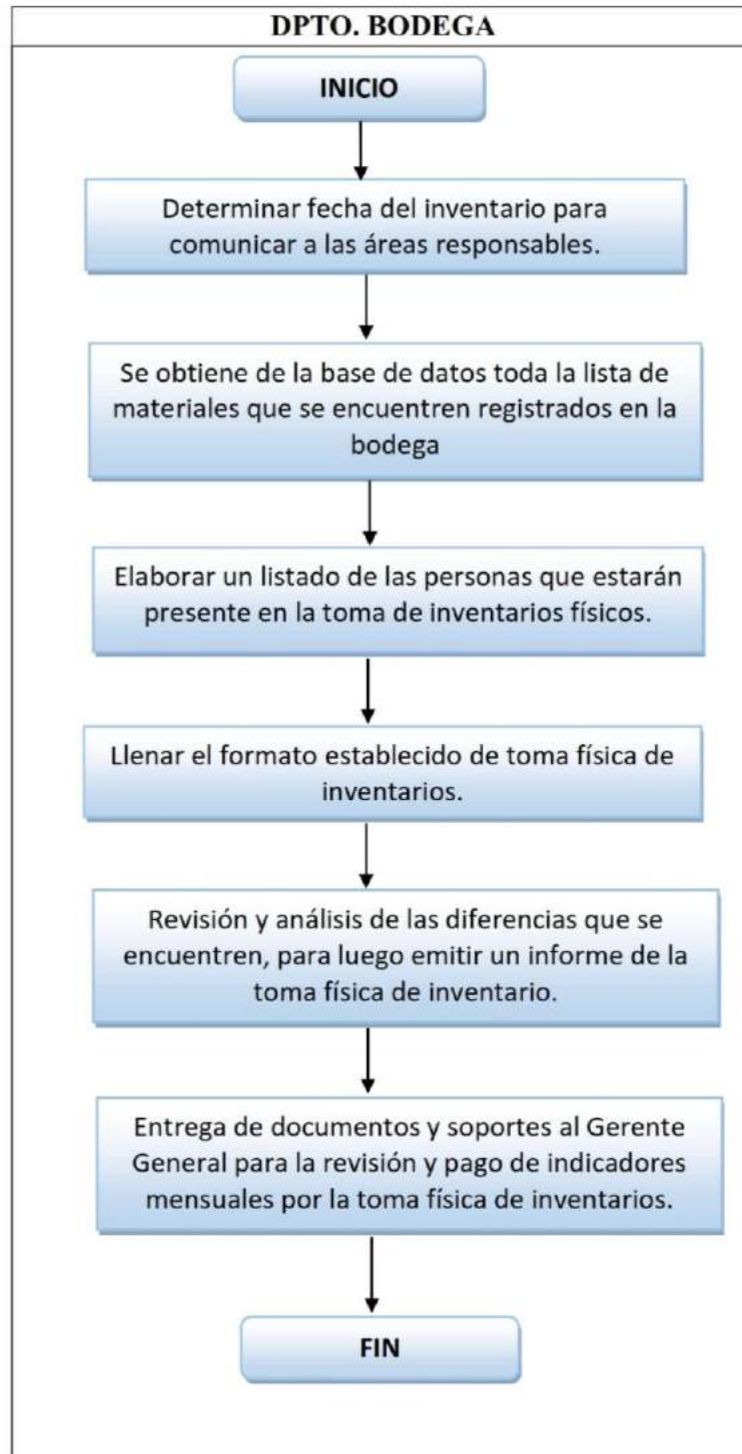 DPTO. BODEGA
INICIO
Determinar fecha del inventario para
comunicar a las áreas responsables.
Se obtiene de la base de datos toda la lista de
materiales que se encuentren registrados en la
bodega
Elaborar un listado de las personas que estarán
presente en la toma de inventarios físicos.
Llenar el formato establecido de toma física de
inventarios.
Revisión y análisis de las diferencias que se
encuentren, para luego emitir un informe de la
toma física de inventario.
Entrega de documentos y soportes al Gerente
General para la revisión y pago de indicadores
mensuales por la toma física de inventarios.
FIN